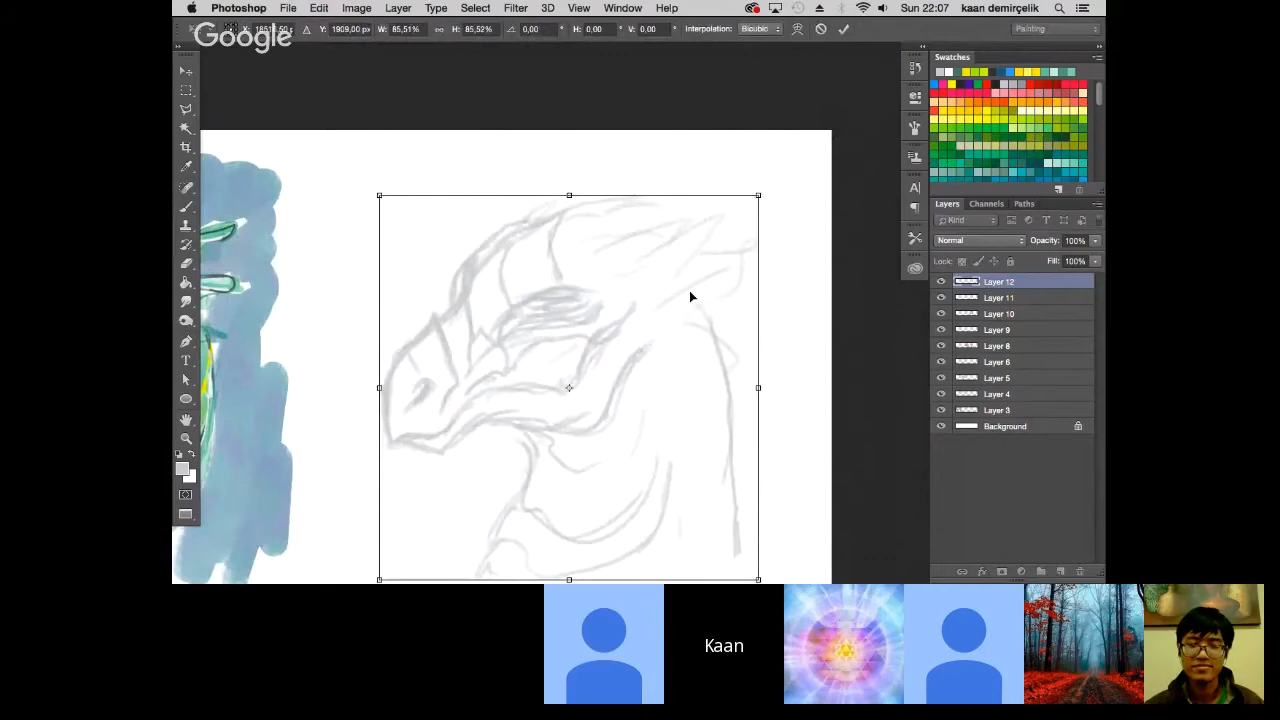 Photoshop File Edit Image Layer Type Select Filter 3D View Window Help Sun 22:07 kaan demirçelik
Google
Y: 1909,00 px W: 85,51% H: 85,52% 0,00 ° H: 0,00 ° V: 0,00 ° Interpolation: Bicubic Painting
Swatches
Layers Channels Paths
Kind
Normal Opacity: 100%
Lock: Fill: 100%
Layer 12
Layer 11
Layer 10
Layer 9
Layer 8
Layer 6
Layer 5
Layer 4
Layer 3
Background
Kaan